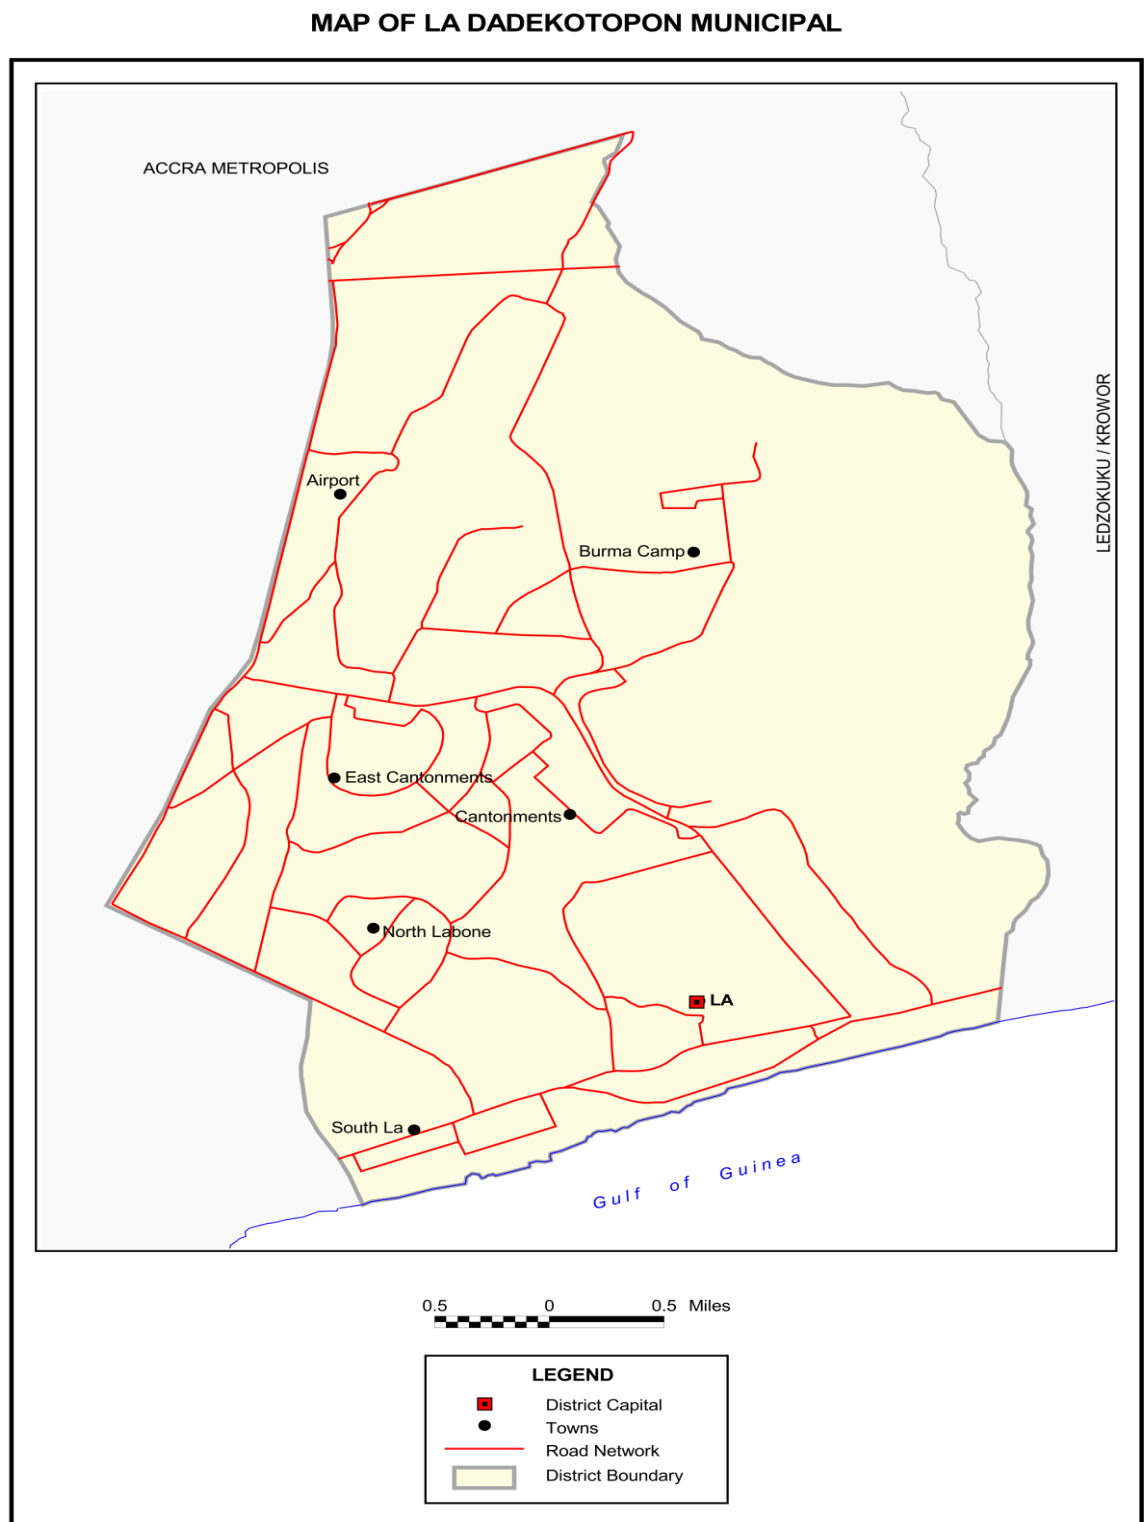 MAP OF LA DADEKOTOPON MUNICIPAL
ACCRA METROPOLIS
LEDZOKUKU / KROWOR
Airport
Burma Camp
East Cantonments
Cantonments
North Labone
LA
South La
Gulf of Guinea
0.5 0 0.5 Miles
LEGEND
District Capital
Towns
Road Network
District Boundary